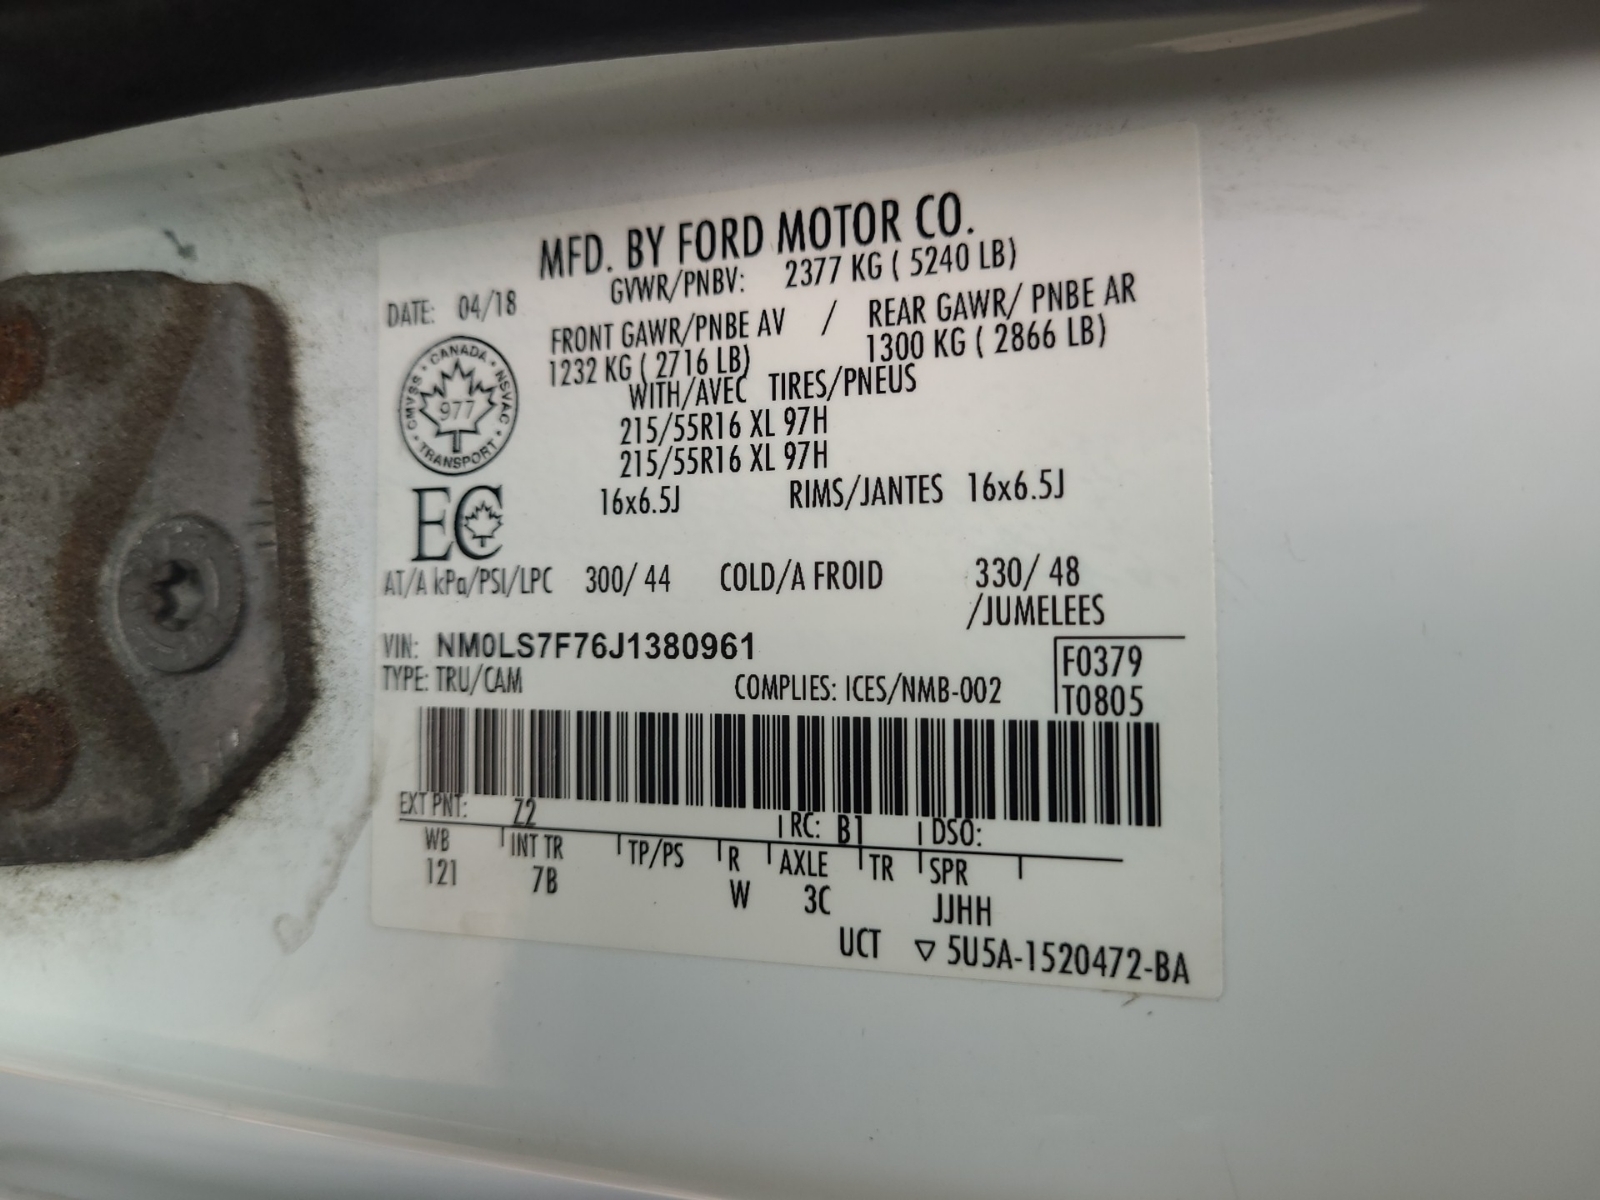 MFD. BY FORD MOTOR CO.
DATE: 04/18
GVWR/PNBV: 2377 KG ( 5240 LB)
FRONT GAWR/PNBE AV / REAR GAWR/ PNBE AR
1232 KG ( 2716 LB) 1300 KG ( 2866 LB)
WITH/AVEC TIRES/PNEUS
215/55R16 XL 97H
215/55R16 XL 97H
16x6.5J RIMS/JANTES 16x6.5J
CANADA
CMVSS 977 NSVAC
TRANSPORT
EC
AT/A kPa/PSI/LPC 300/ 44 COLD/A FROID 330/ 48
/JUMELEES
VIN: NM0LS7F76J1380961
TYPE: TRU/CAM
COMPLIES: ICES/NMB-002
F0379
T0805
EXT PNT: Z2 RC: B1 DSO:
WB INT TR TP/PS R AXLE TR SPR
121 7B W 3C JJHH
UCT ▽ 5U5A-1520472-BA